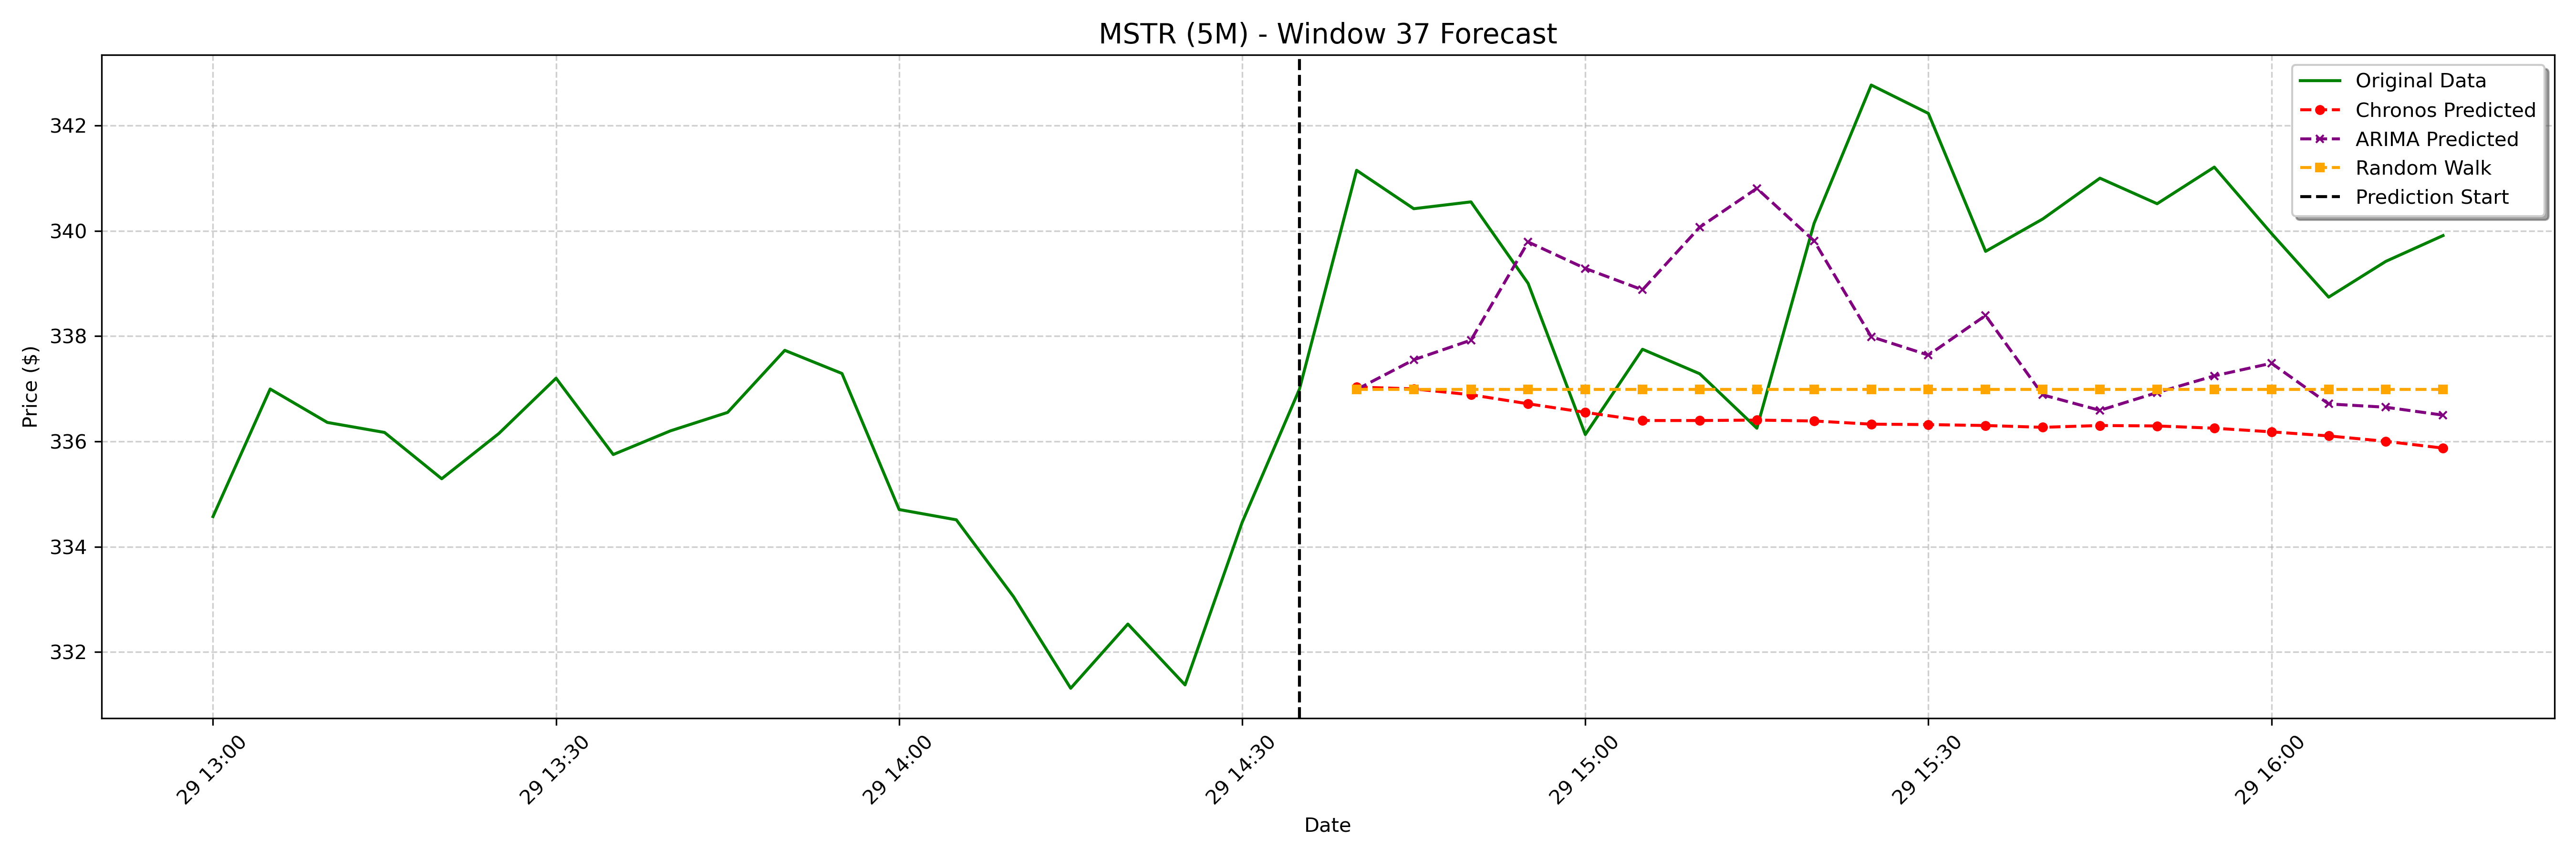 MSTR (5M) - Window 37 Forecast
Original Data
Chronos Predicted
ARIMA Predicted
Random Walk
Prediction Start
Price ($)
342
340
338
336
334
332
29 13:00
29 13:30
29 14:00
29 14:30
29 15:00
29 15:30
29 16:00
Date